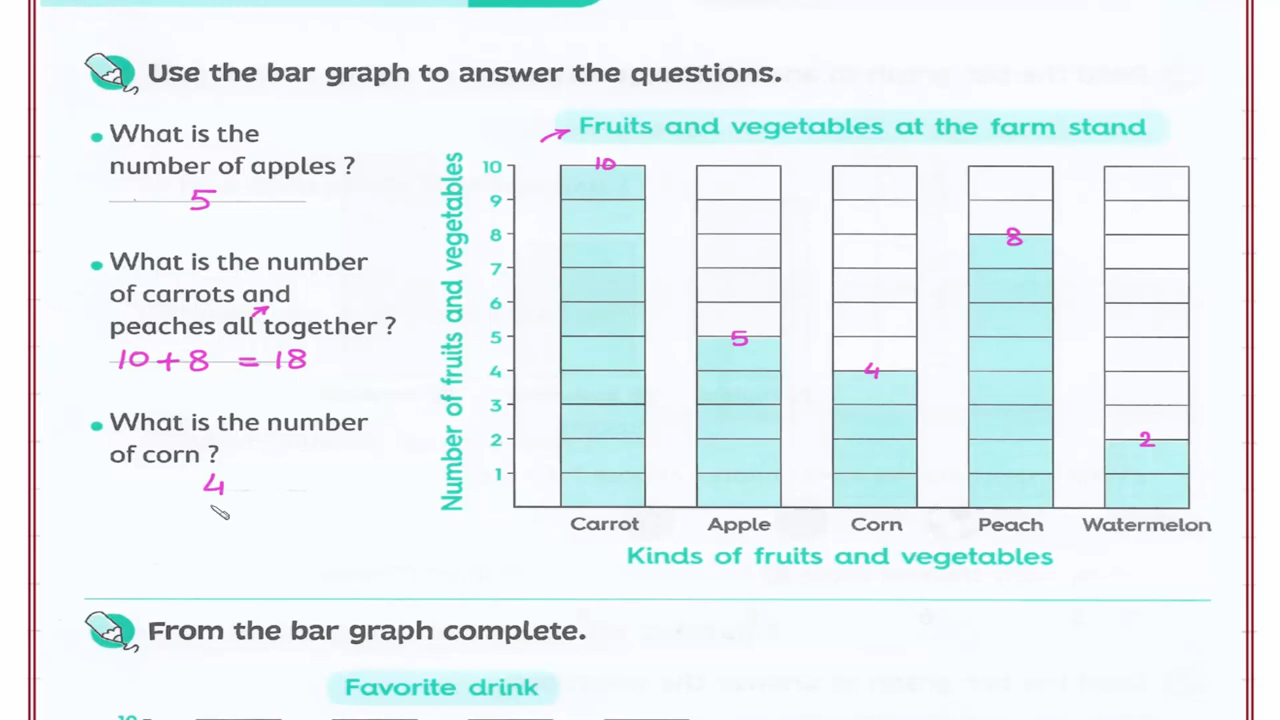 Use the bar graph to answer the questions.
• What is the
number of apples ?
5
• What is the number
of carrots and
peaches all together ?
10 + 8 = 18
• What is the number
of corn ?
4
Fruits and vegetables at the farm stand
Number of fruits and vegetables
10
9
8
7
6
5
4
3
2
1
10
5
4
8
2
Carrot Apple Corn Peach Watermelon
Kinds of fruits and vegetables
From the bar graph complete.
Favorite drink
10